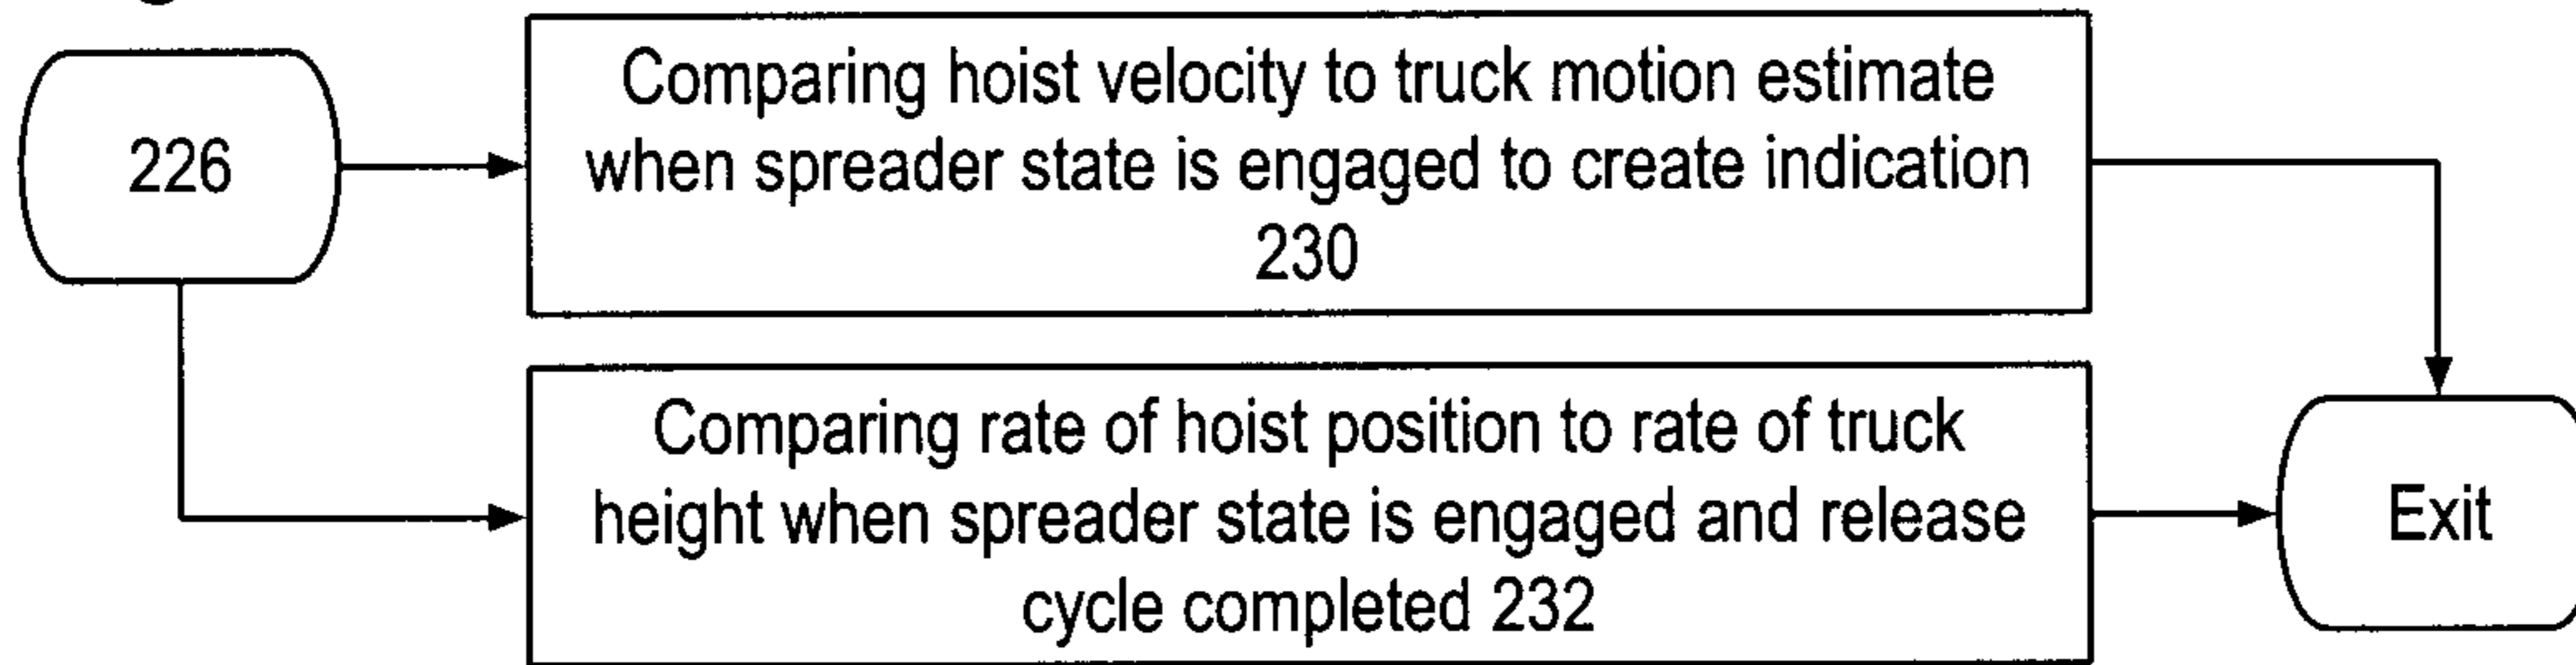 226
Comparing hoist velocity to truck motion estimate
when spreader state is engaged to create indication
230
Comparing rate of hoist position to rate of truck
height when spreader state is engaged and release
cycle completed 232
Exit